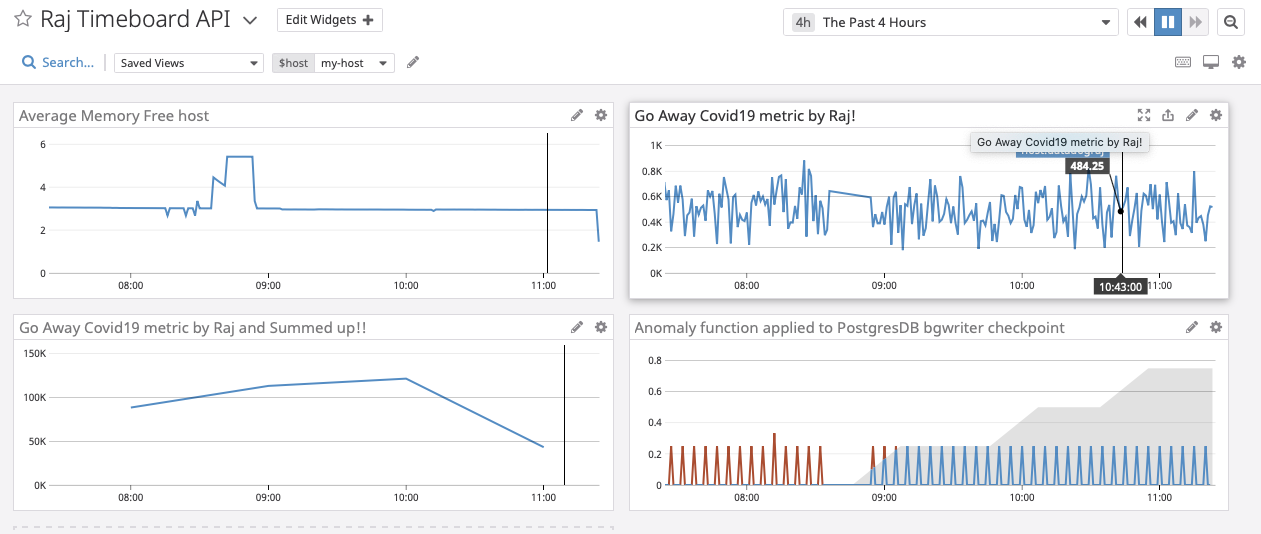 Raj Timeboard API
Edit Widgets +
4h The Past 4 Hours
Search...
Saved Views
$host my-host
Average Memory Free host
6
4
2
0
08:00 09:00 10:00 11:00
Go Away Covid19 metric by Raj!
Go Away Covid19 metric by Raj!
484.25
1K
0.8K
0.6K
0.4K
0.2K
0K
08:00 09:00 10:00 10:43:00 11:00
Go Away Covid19 metric by Raj and Summed up!!
150K
100K
50K
0K
08:00 09:00 10:00 11:00
Anomaly function applied to PostgresDB bgwriter checkpoint
0.8
0.6
0.4
0.2
0
08:00 09:00 10:00 11:00